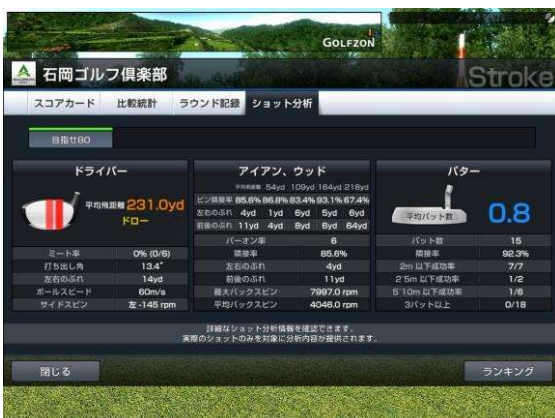 GOLFZON
石岡ゴルフ倶楽部
Stroke
スコアカード 比較統計 ラウンド記録 ショット分析
目指せ80
ドライバー
平均飛距離 231.0yd
ドロー
ミート率 0% (0/6)
打ち出し角 13.4°
左右のぶれ 14yd
ボールスピード 60m/s
サイドスピン 左-145 rpm
アイアン、ウッド
平均飛距離 54yd 109yd 164yd 218yd
ピン隣接率 85.6% 86.8% 83.4% 93.1% 67.4%
左右のぶれ 4yd 1yd 6yd 5yd 6yd
前後のぶれ 11yd 4yd 8yd 6yd 64yd
パーオン率 6
隣接率 85.6%
左右のぶれ 4yd
前後のぶれ 11yd
最大バックスピン 7997.0 rpm
平均バックスピン 4046.0 rpm
パター
平均パット数 0.8
パット数 15
隣接率 92.3%
2m 以下成功率 7/7
2~5m 以下成功率 1/2
5~10m 以下成功率 1/6
3パット以上 0/18
詳細なショット分析情報を確認できます。
実際のショットのみを対象に分析内容が提供されます。
閉じる
ランキング